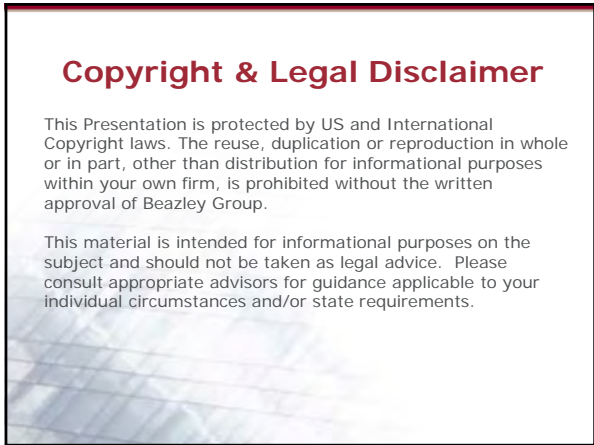 Copyright & Legal Disclaimer
This Presentation is protected by US and International
Copyright laws. The reuse, duplication or reproduction in whole
or in part, other than distribution for informational purposes
within your own firm, is prohibited without the written
approval of Beazley Group.
This material is intended for informational purposes on the
subject and should not be taken as legal advice.  Please
consult appropriate advisors for guidance applicable to your
individual circumstances and/or state requirements.